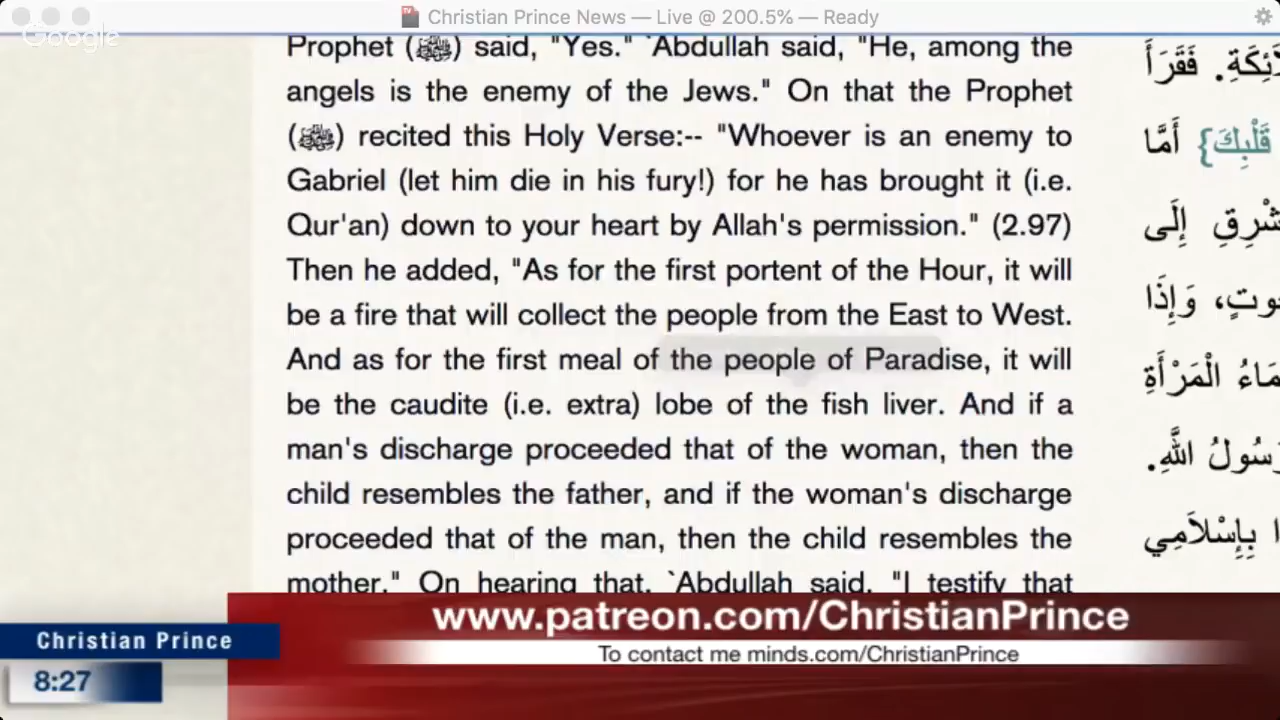 Christian Prince News — Live @ 200.5% — Ready
Google
Prophet (ﷺ) said, "Yes." `Abdullah said, "He, among the
angels is the enemy of the Jews." On that the Prophet
(ﷺ) recited this Holy Verse:-- "Whoever is an enemy to
Gabriel (let him die in his fury!) for he has brought it (i.e.
Qur'an) down to your heart by Allah's permission." (2.97)
Then he added, "As for the first portent of the Hour, it will
be a fire that will collect the people from the East to West.
And as for the first meal of the people of Paradise, it will
be the caudite (i.e. extra) lobe of the fish liver. And if a
man's discharge proceeded that of the woman, then the
child resembles the father, and if the woman's discharge
proceeded that of the man, then the child resembles the
mother." On hearing that, `Abdullah said, "I testify that
فَقَرَأَ
قَلْبِكَ} أَمَّا
إِلَى
وَإِذَا
الْمَرْأَةِ
اللَّهِ.
بِإِسْلاَمِي
www.patreon.com/ChristianPrince
To contact me minds.com/ChristianPrince
Christian Prince
8:27